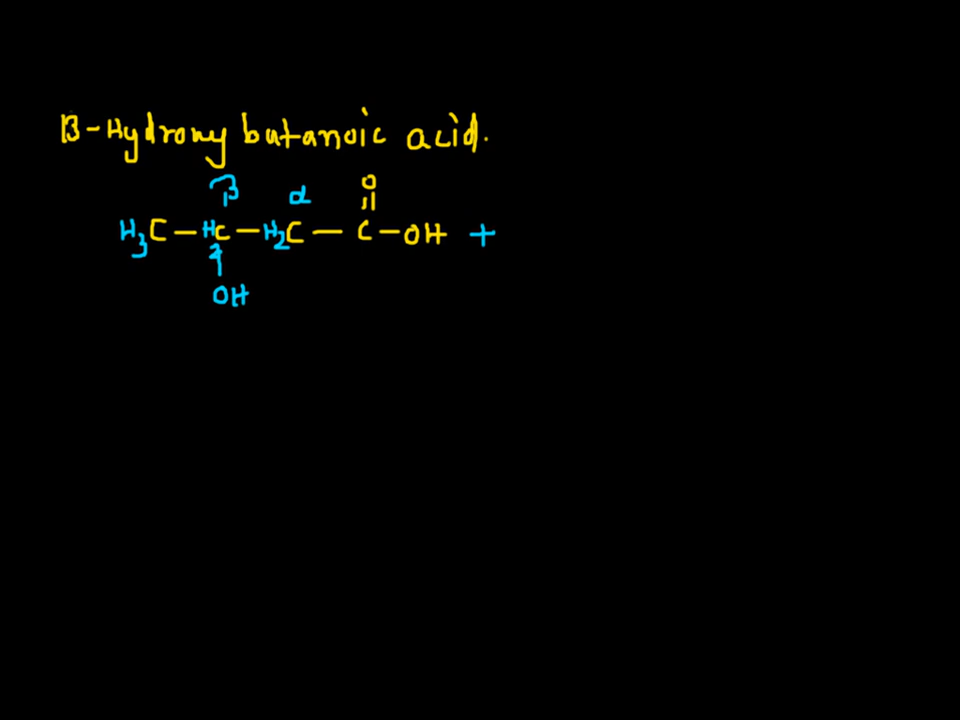 β-Hydroxy butanoic acid.
β α O
H3C — HC — H2C — C — OH +
OH